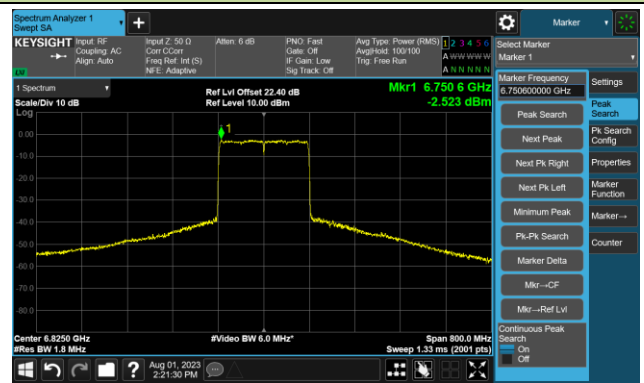 Spectrum Analyzer 1
Swept SA
Marker
KEYSIGHT
Input: RF
Coupling: AC
Align: Auto
Input Z: 50 Ω
Corr CCorr
Freq Ref: Int (S)
NFE: Adaptive
Atten: 6 dB
PNO: Fast
Gate: Off
IF Gain: Low
Sig Track: Off
Avg Type: Power (RMS)
Avg|Hold: 100/100
Trig: Free Run
1 2 3 4 5 6
A W W W W W
A N N N N N
Select Marker
Marker 1
1 Spectrum
Scale/Div 10 dB
Log
Ref Lvl Offset 22.40 dB
Ref Level 10.00 dBm
Mkr1 6.750 6 GHz
-2.523 dBm
Marker Frequency
6.750600000 GHz
Settings
Peak Search
Peak
Search
Next Peak
Pk Search
Config
Next Pk Right
Properties
Next Pk Left
Marker
Function
Minimum Peak
Marker→
Pk-Pk Search
Counter
Marker Delta
Mkr→CF
Mkr→Ref Lvl
Continuous Peak
Search
On
Off
1
0.00
-10.0
-20.0
-30.0
-40.0
-50.0
-60.0
-70.0
-80.0
Center 6.8250 GHz
#Res BW 1.8 MHz
#Video BW 6.0 MHz*
Span 800.0 MHz
Sweep 1.33 ms (2001 pts)
?
Aug 01, 2023
2:21:30 PM